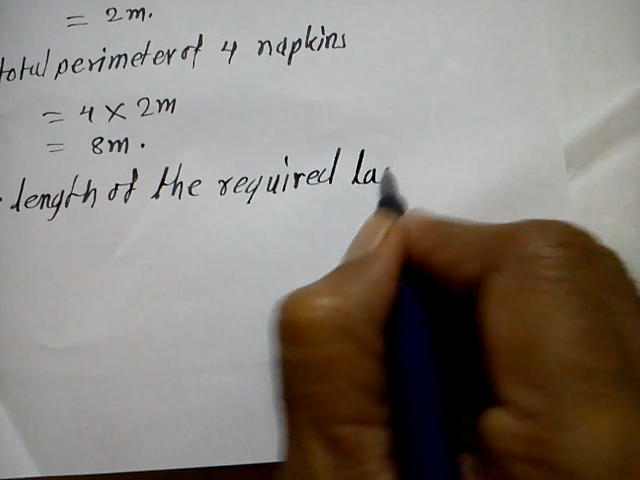 = 2m.
total perimeter of 4 napkins
= 4 × 2m
= 8m.
length of the required la